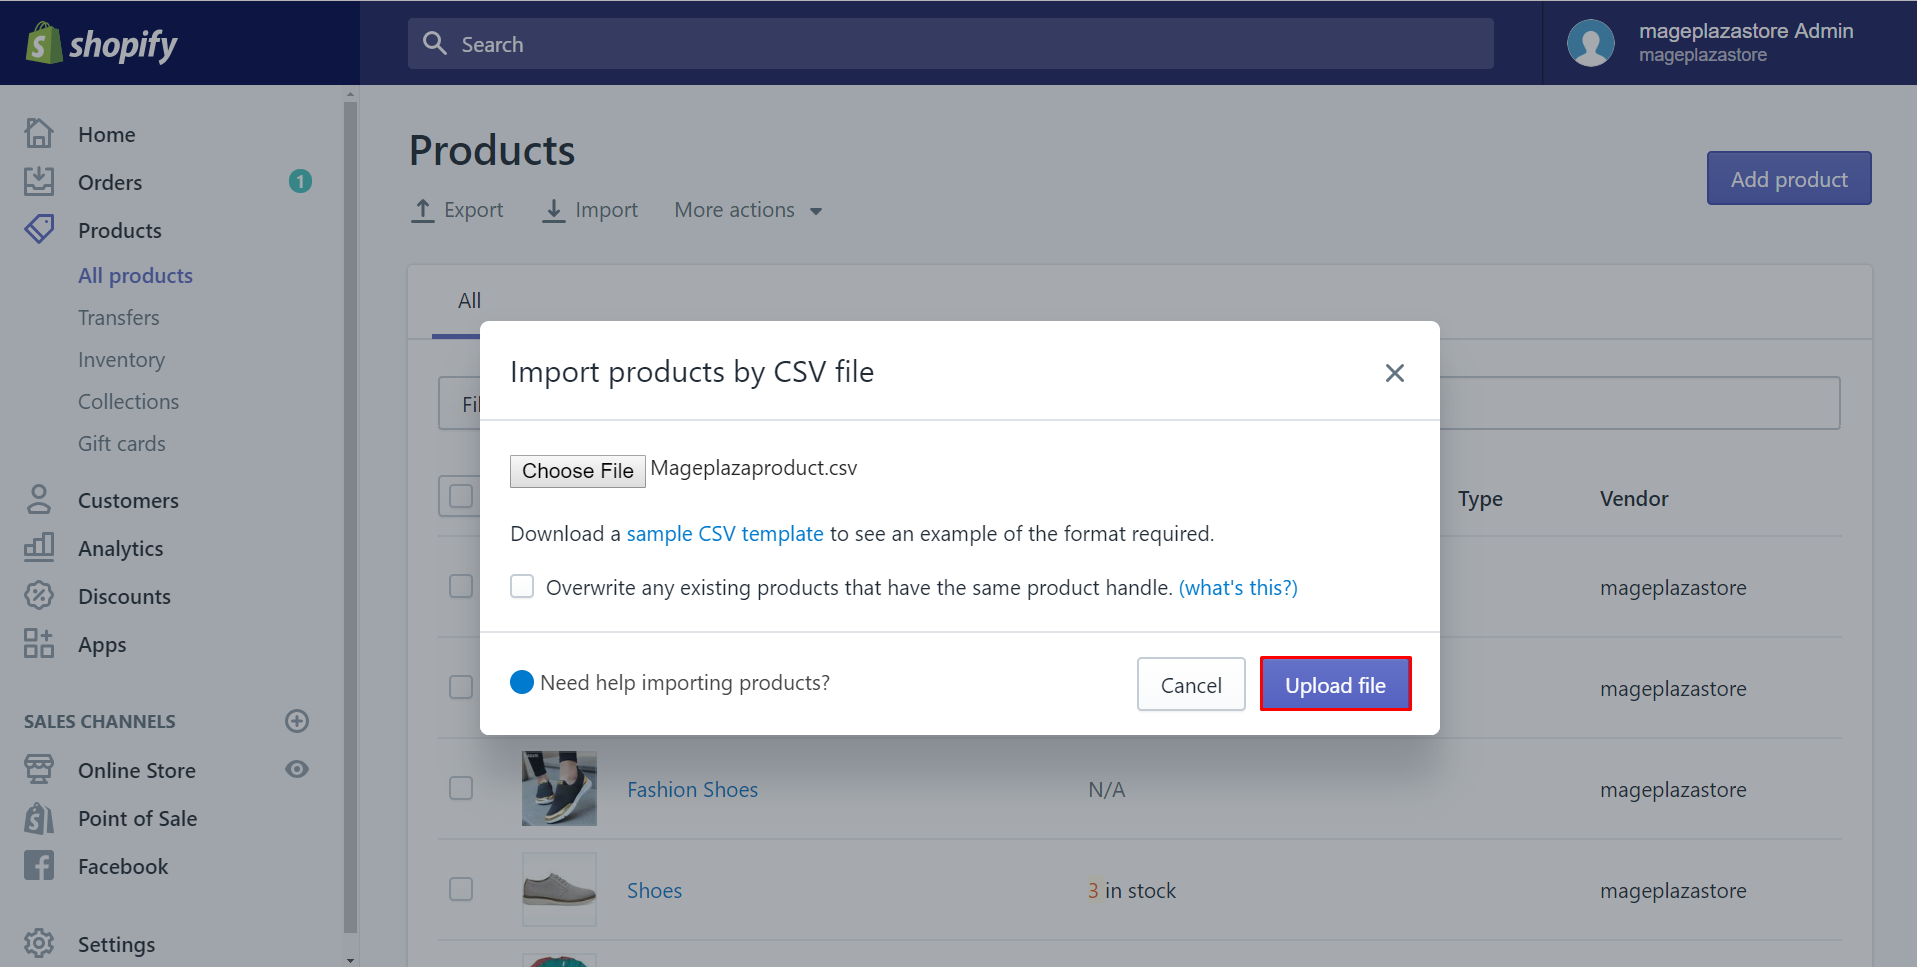 shopify
Search
mageplazastore Admin
mageplazastore
Home
Orders
1
Products
All products
Transfers
Inventory
Collections
Gift cards
Customers
Analytics
Discounts
Apps
SALES CHANNELS
Online Store
Point of Sale
Facebook
Settings
Products
Export
Import
More actions
Add product
All
Import products by CSV file
Choose File Mageplazaproduct.csv
Download a sample CSV template to see an example of the format required.
Overwrite any existing products that have the same product handle. (what's this?)
Need help importing products?
Cancel
Upload file
Type
Vendor
mageplazastore
mageplazastore
Fashion Shoes
N/A
mageplazastore
Shoes
3 in stock
mageplazastore